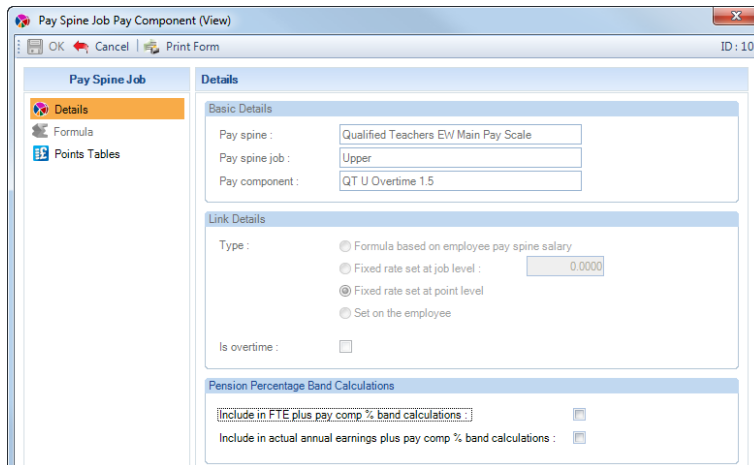 Pay Spine Job Pay Component (View)
OK Cancel Print Form ID : 10
Pay Spine Job
Details
Formula
Points Tables
Details
Basic Details
Pay spine : Qualified Teachers EW Main Pay Scale
Pay spine job : Upper
Pay component : QT U Overtime 1.5
Link Details
Type : Formula based on employee pay spine salary
Fixed rate set at job level : 0.0000
Fixed rate set at point level
Set on the employee
Is overtime :
Pension Percentage Band Calculations
Include in FTE plus pay comp % band calculations :
Include in actual annual earnings plus pay comp % band calculations :